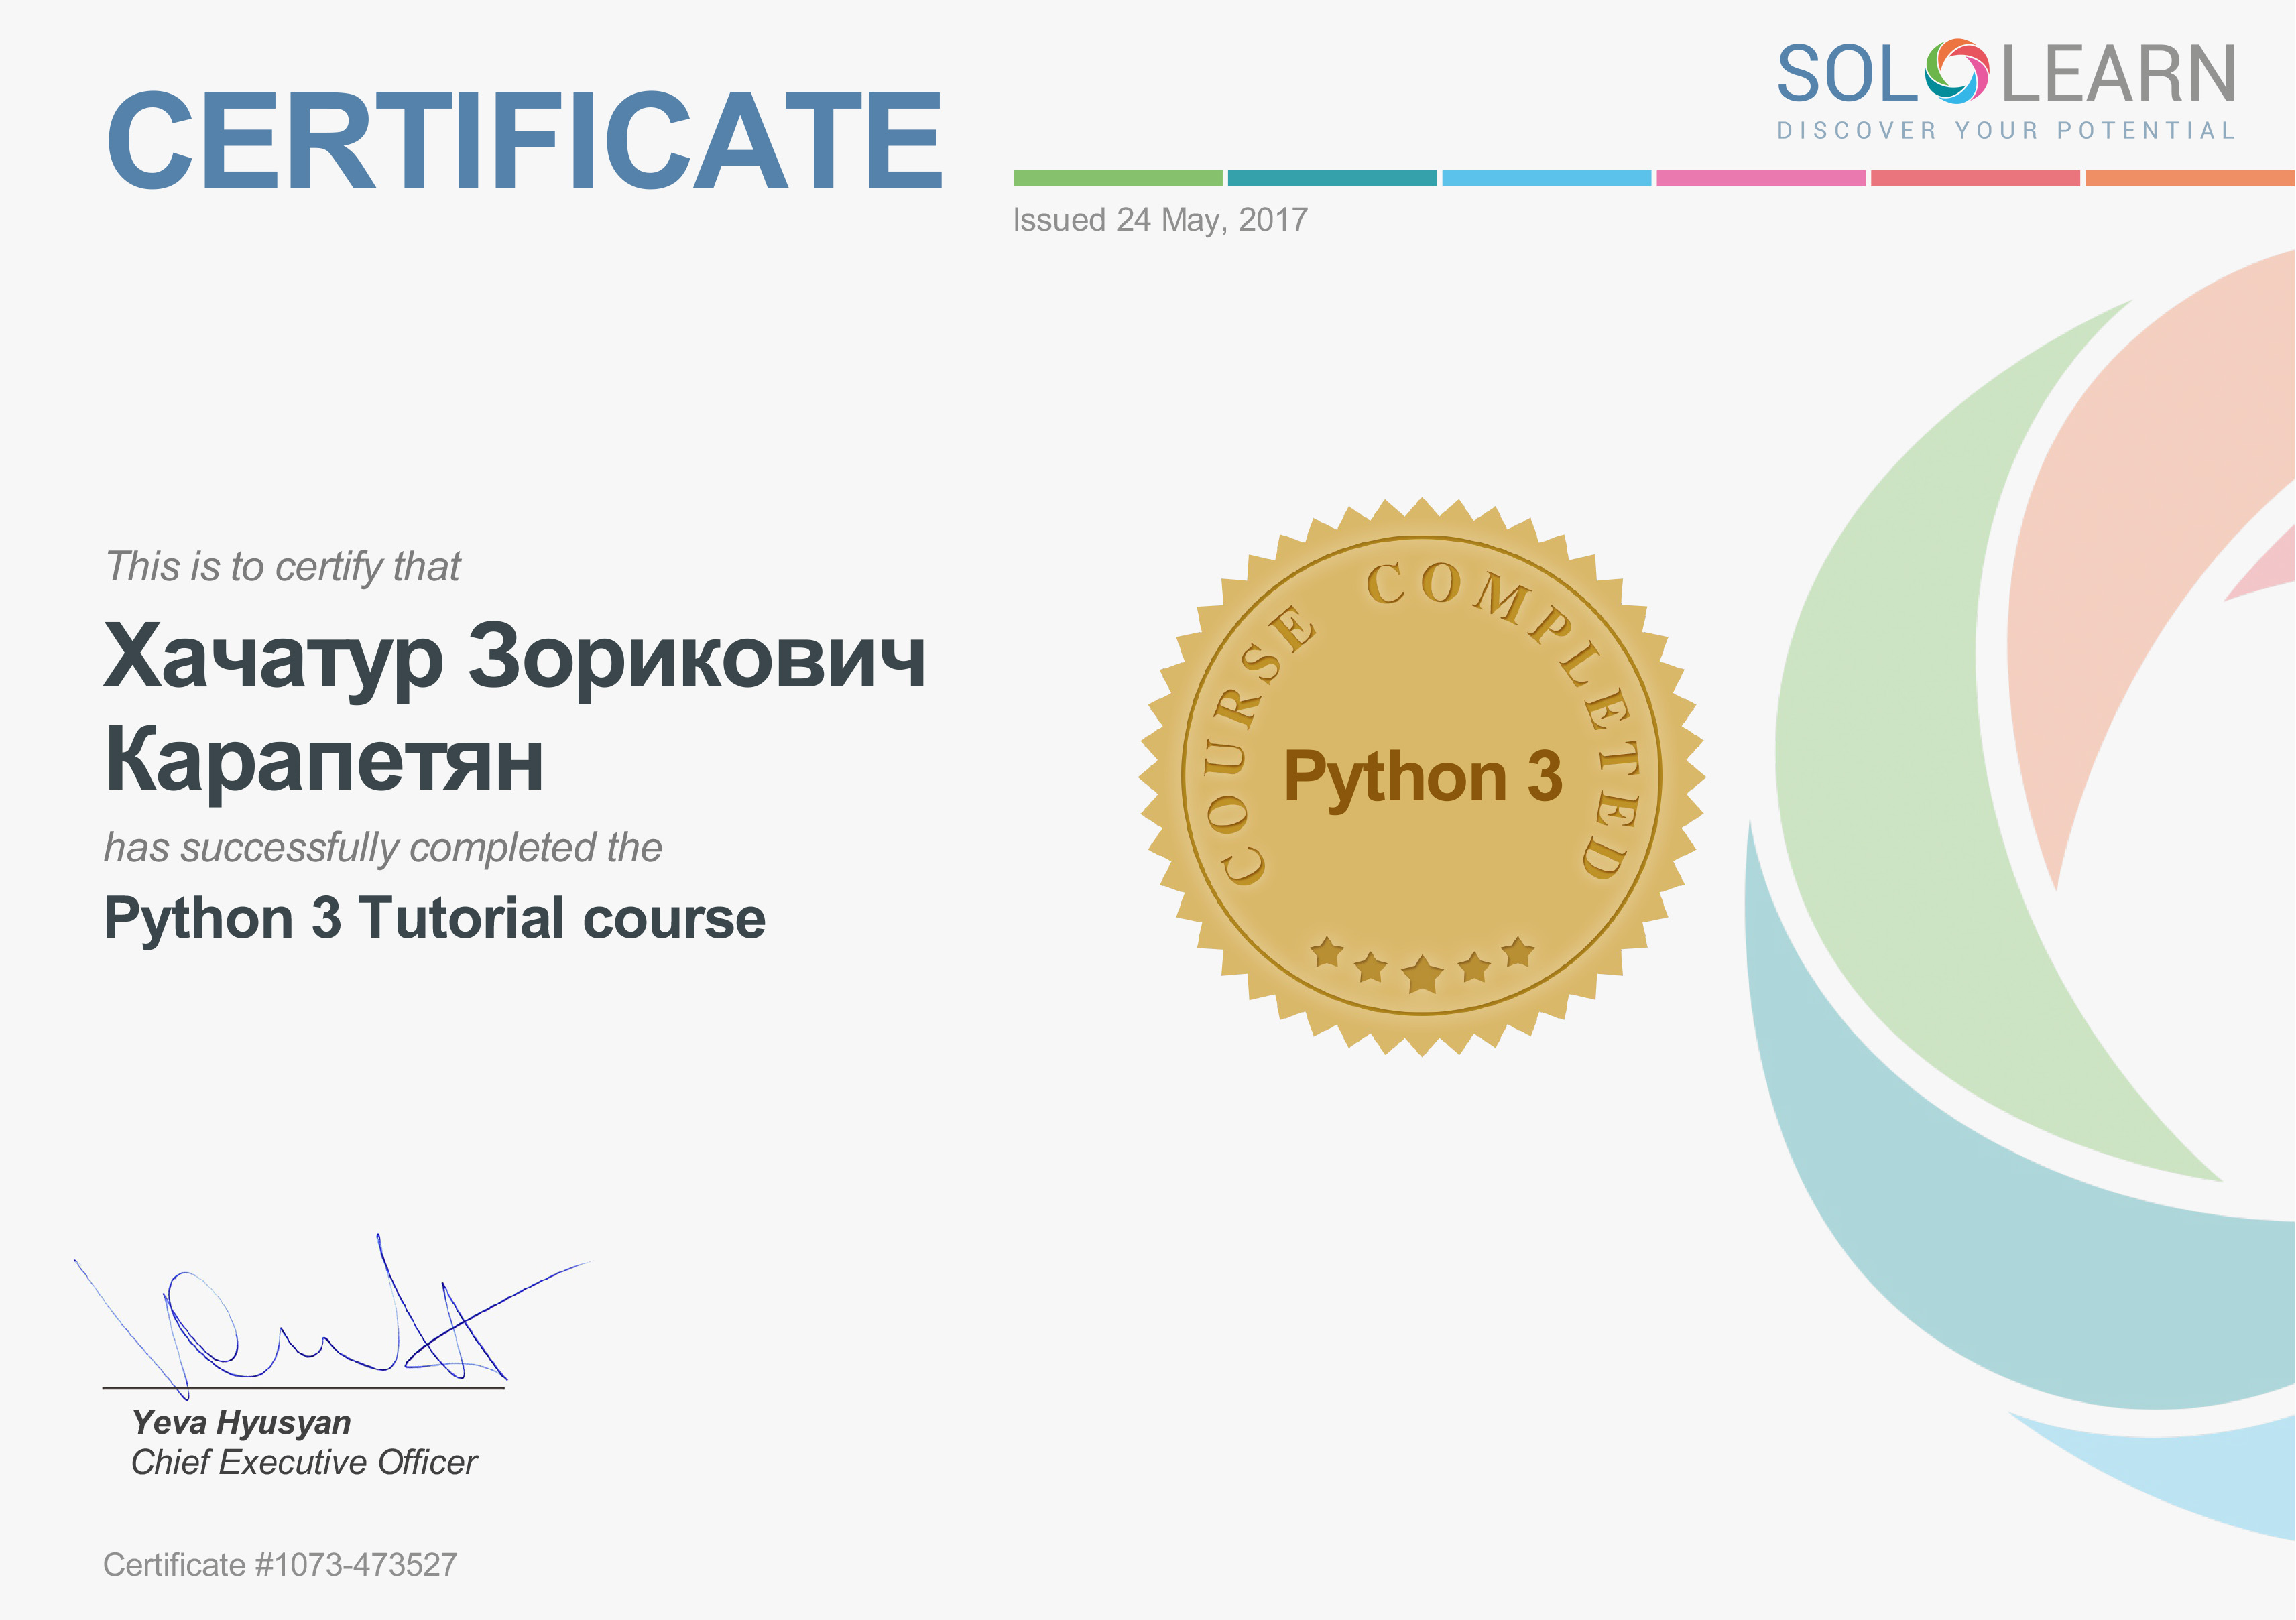 CERTIFICATE
SOLOLEARN
DISCOVER YOUR POTENTIAL
Issued 24 May, 2017
This is to certify that
Хачатур Зорикович
Карапетян
has successfully completed the
Python 3 Tutorial course
COURSE COMPLETED
Python 3
Yeva Hyusyan
Chief Executive Officer
Certificate #1073-473527